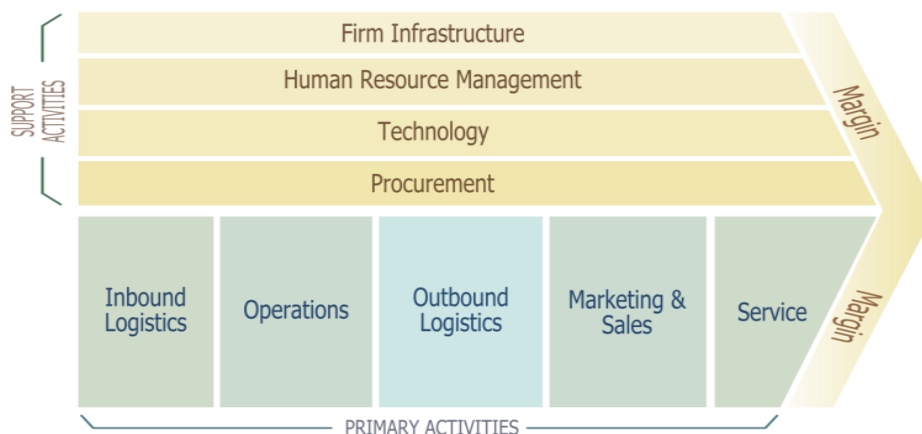 Firm Infrastructure
SUPPORT
ACTIVITIES
Human Resource Management
Technology
Procurement
Margin
Inbound
Logistics
Operations
Outbound
Logistics
Marketing &
Sales
Service
Margin
PRIMARY ACTIVITIES